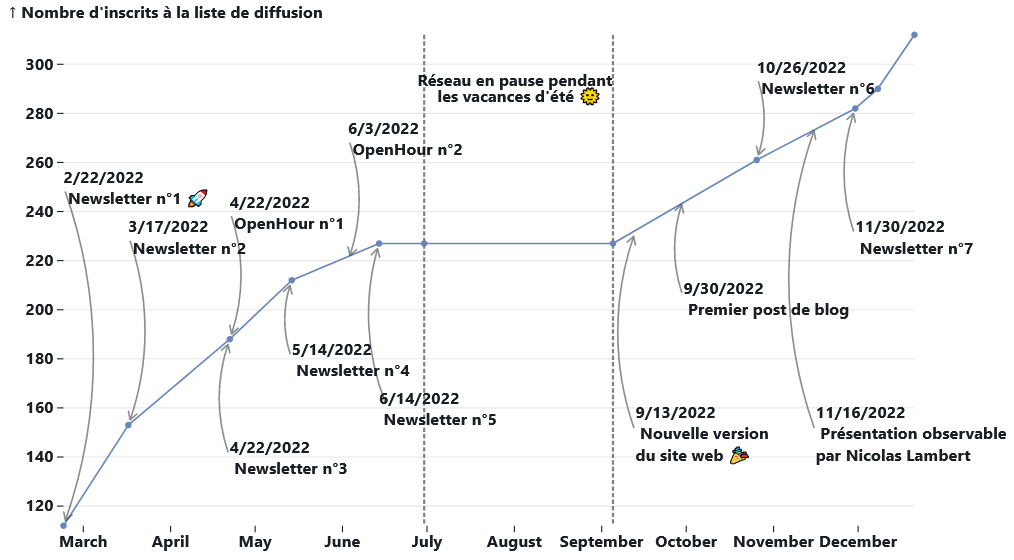 ↑ Nombre d'inscrits à la liste de diffusion
300
280
260
240
220
200
180
160
140
120
2/22/2022
Newsletter n°1 🚀
3/17/2022
Newsletter n°2
4/22/2022
OpenHour n°1
4/22/2022
Newsletter n°3
5/14/2022
Newsletter n°4
6/3/2022
OpenHour n°2
6/14/2022
Newsletter n°5
Réseau en pause pendant
les vacances d'été 🌞
9/13/2022
Nouvelle version
du site web 🎉
9/30/2022
Premier post de blog
10/26/2022
Newsletter n°6
11/16/2022
Présentation observable
par Nicolas Lambert
11/30/2022
Newsletter n°7
March April May June July August September October November December